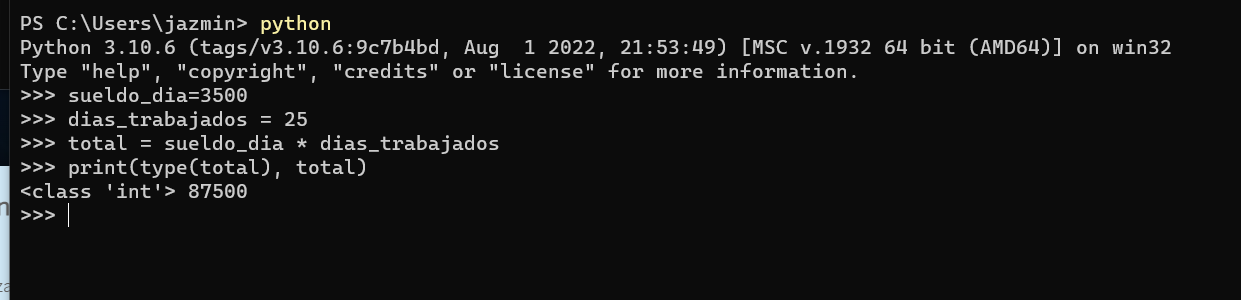 PS C:\Users\jazmin> python
Python 3.10.6 (tags/v3.10.6:9c7b4bd, Aug  1 2022, 21:53:49) [MSC v.1932 64 bit (AMD64)] on win32
Type "help", "copyright", "credits" or "license" for more information.
>>> sueldo_dia=3500
>>> dias_trabajados = 25
>>> total = sueldo_dia * dias_trabajados
>>> print(type(total), total)
<class 'int'> 87500
>>>